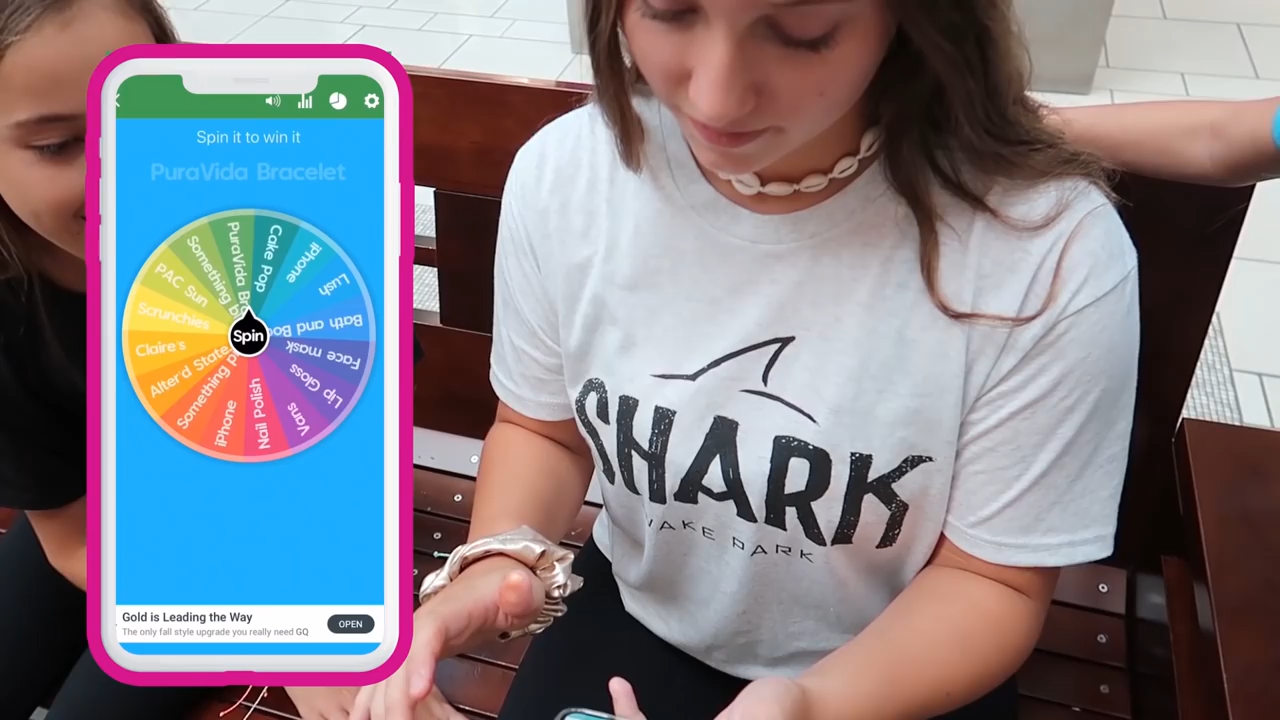 Spin it to win it
PuraVida Bracelet
PuraVida Br
Cake Pop
iphone
Lush
Bath and Bo
Face mask
Lip Gloss
Vans
Nail Polish
iPhone
Something p
Alter'd State
Claire's
Scrunchies
PAC Sun
Something b
Spin
Gold is Leading the Way
The only fall style upgrade you really need GQ
OPEN
SHARK
WAKE PARK